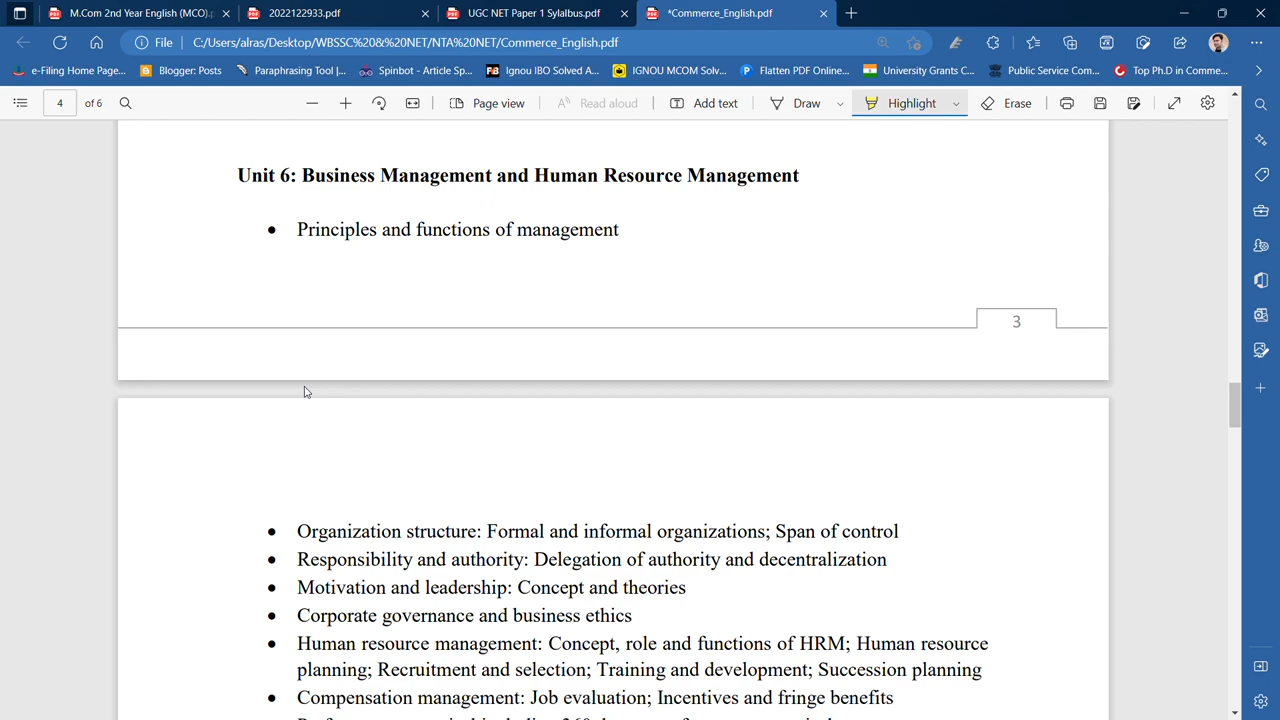 M.Com 2nd Year English (MCO).p
2022122933.pdf
UGC NET Paper 1 Sylalbus.pdf
*Commerce_English.pdf
File
C:/Users/alras/Desktop/WBSSC%20&%20NET/NTA%20NET/Commerce_English.pdf
e-Filing Home Page...
Blogger: Posts
Paraphrasing Tool |...
Spinbot - Article Sp...
Ignou IBO Solved A...
IGNOU MCOM Solv...
Flatten PDF Online...
University Grants C...
Public Service Com...
Top Ph.D in Comme...
4 of 6
Page view
Read aloud
Add text
Draw
Highlight
Erase
Unit 6: Business Management and Human Resource Management
• Principles and functions of management
3
• Organization structure: Formal and informal organizations; Span of control
• Responsibility and authority: Delegation of authority and decentralization
• Motivation and leadership: Concept and theories
• Corporate governance and business ethics
• Human resource management: Concept, role and functions of HRM; Human resource
planning; Recruitment and selection; Training and development; Succession planning
• Compensation management: Job evaluation; Incentives and fringe benefits